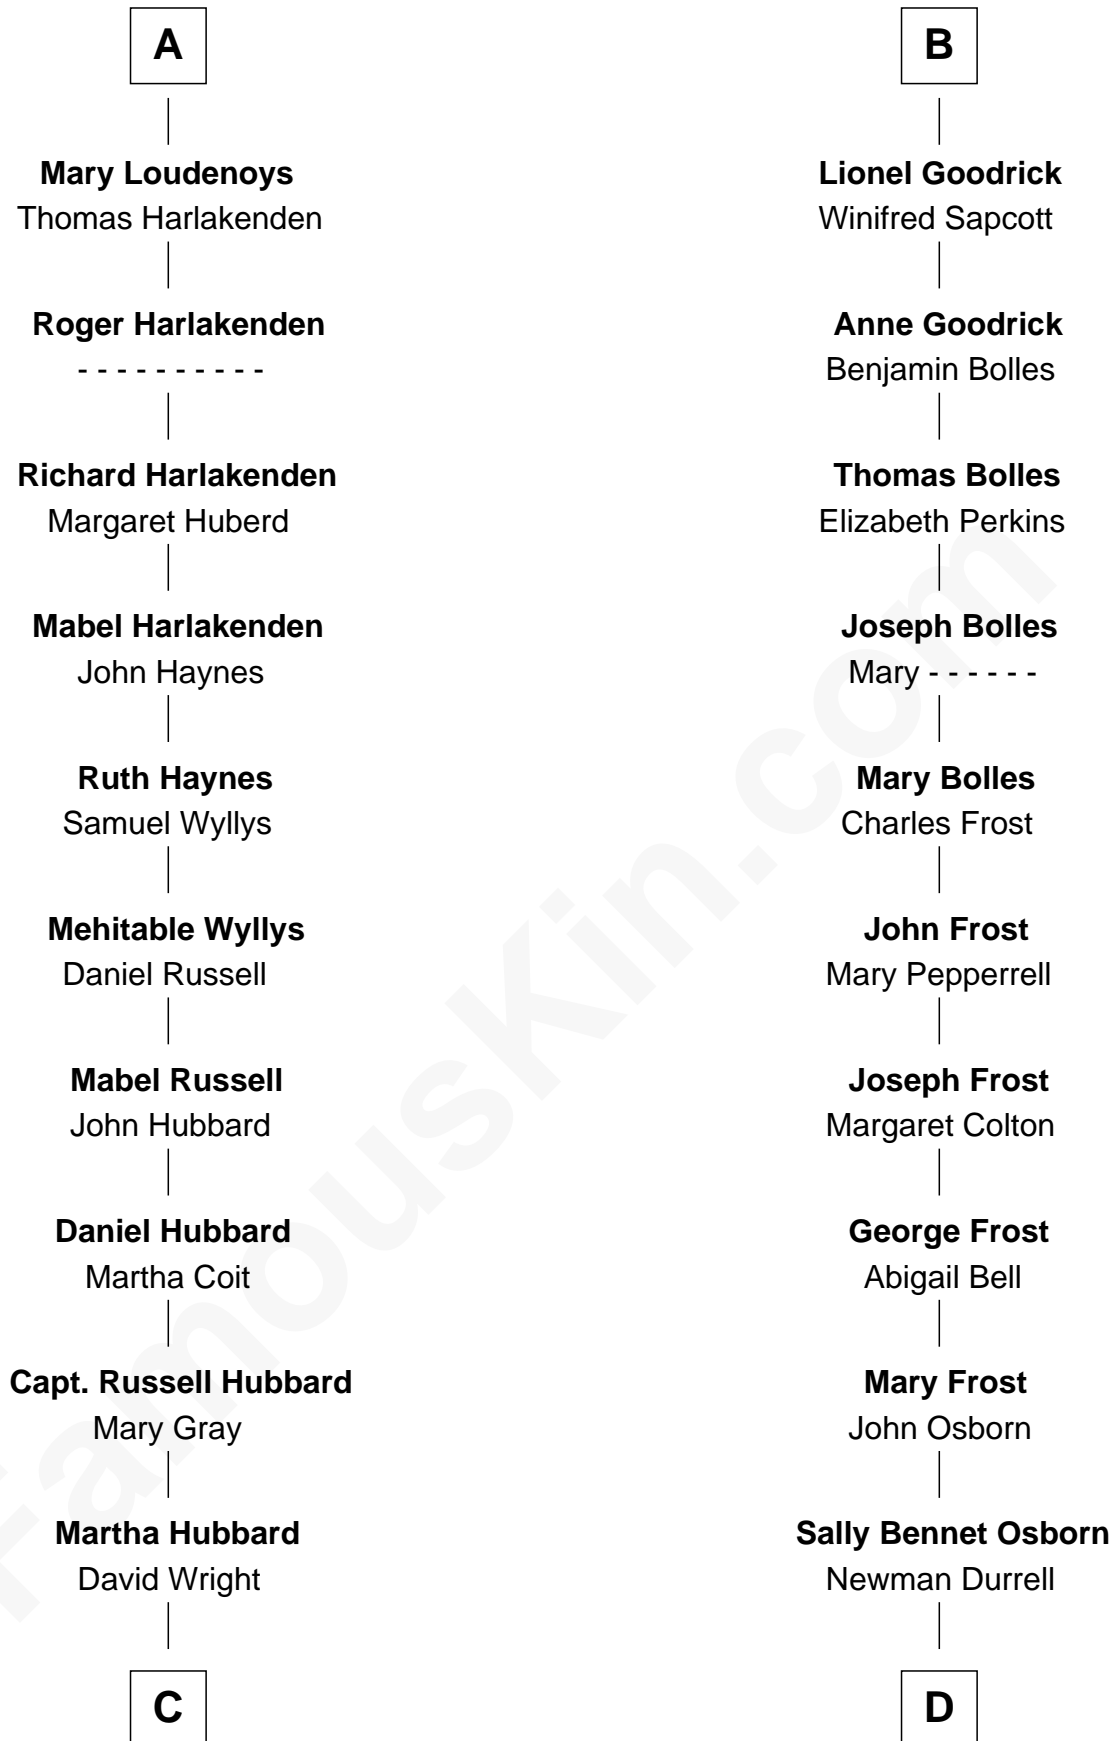 A
Mary Loudenoys
Thomas Harlakenden
Roger Harlakenden
- - - - - - - - - -
Richard Harlakenden
Margaret Huberd
Mabel Harlakenden
John Haynes
Ruth Haynes
Samuel Wyllys
Mehitable Wyllys
Daniel Russell
Mabel Russell
John Hubbard
Daniel Hubbard
Martha Coit
Capt. Russell Hubbard
Mary Gray
Martha Hubbard
David Wright
C
B
Lionel Goodrick
Winifred Sapcott
Anne Goodrick
Benjamin Bolles
Thomas Bolles
Elizabeth Perkins
Joseph Bolles
Mary - - - - - -
Mary Bolles
Charles Frost
John Frost
Mary Pepperrell
Joseph Frost
Margaret Colton
George Frost
Abigail Bell
Mary Frost
John Osborn
Sally Bennet Osborn
Newman Durrell
D
FamousKin.com